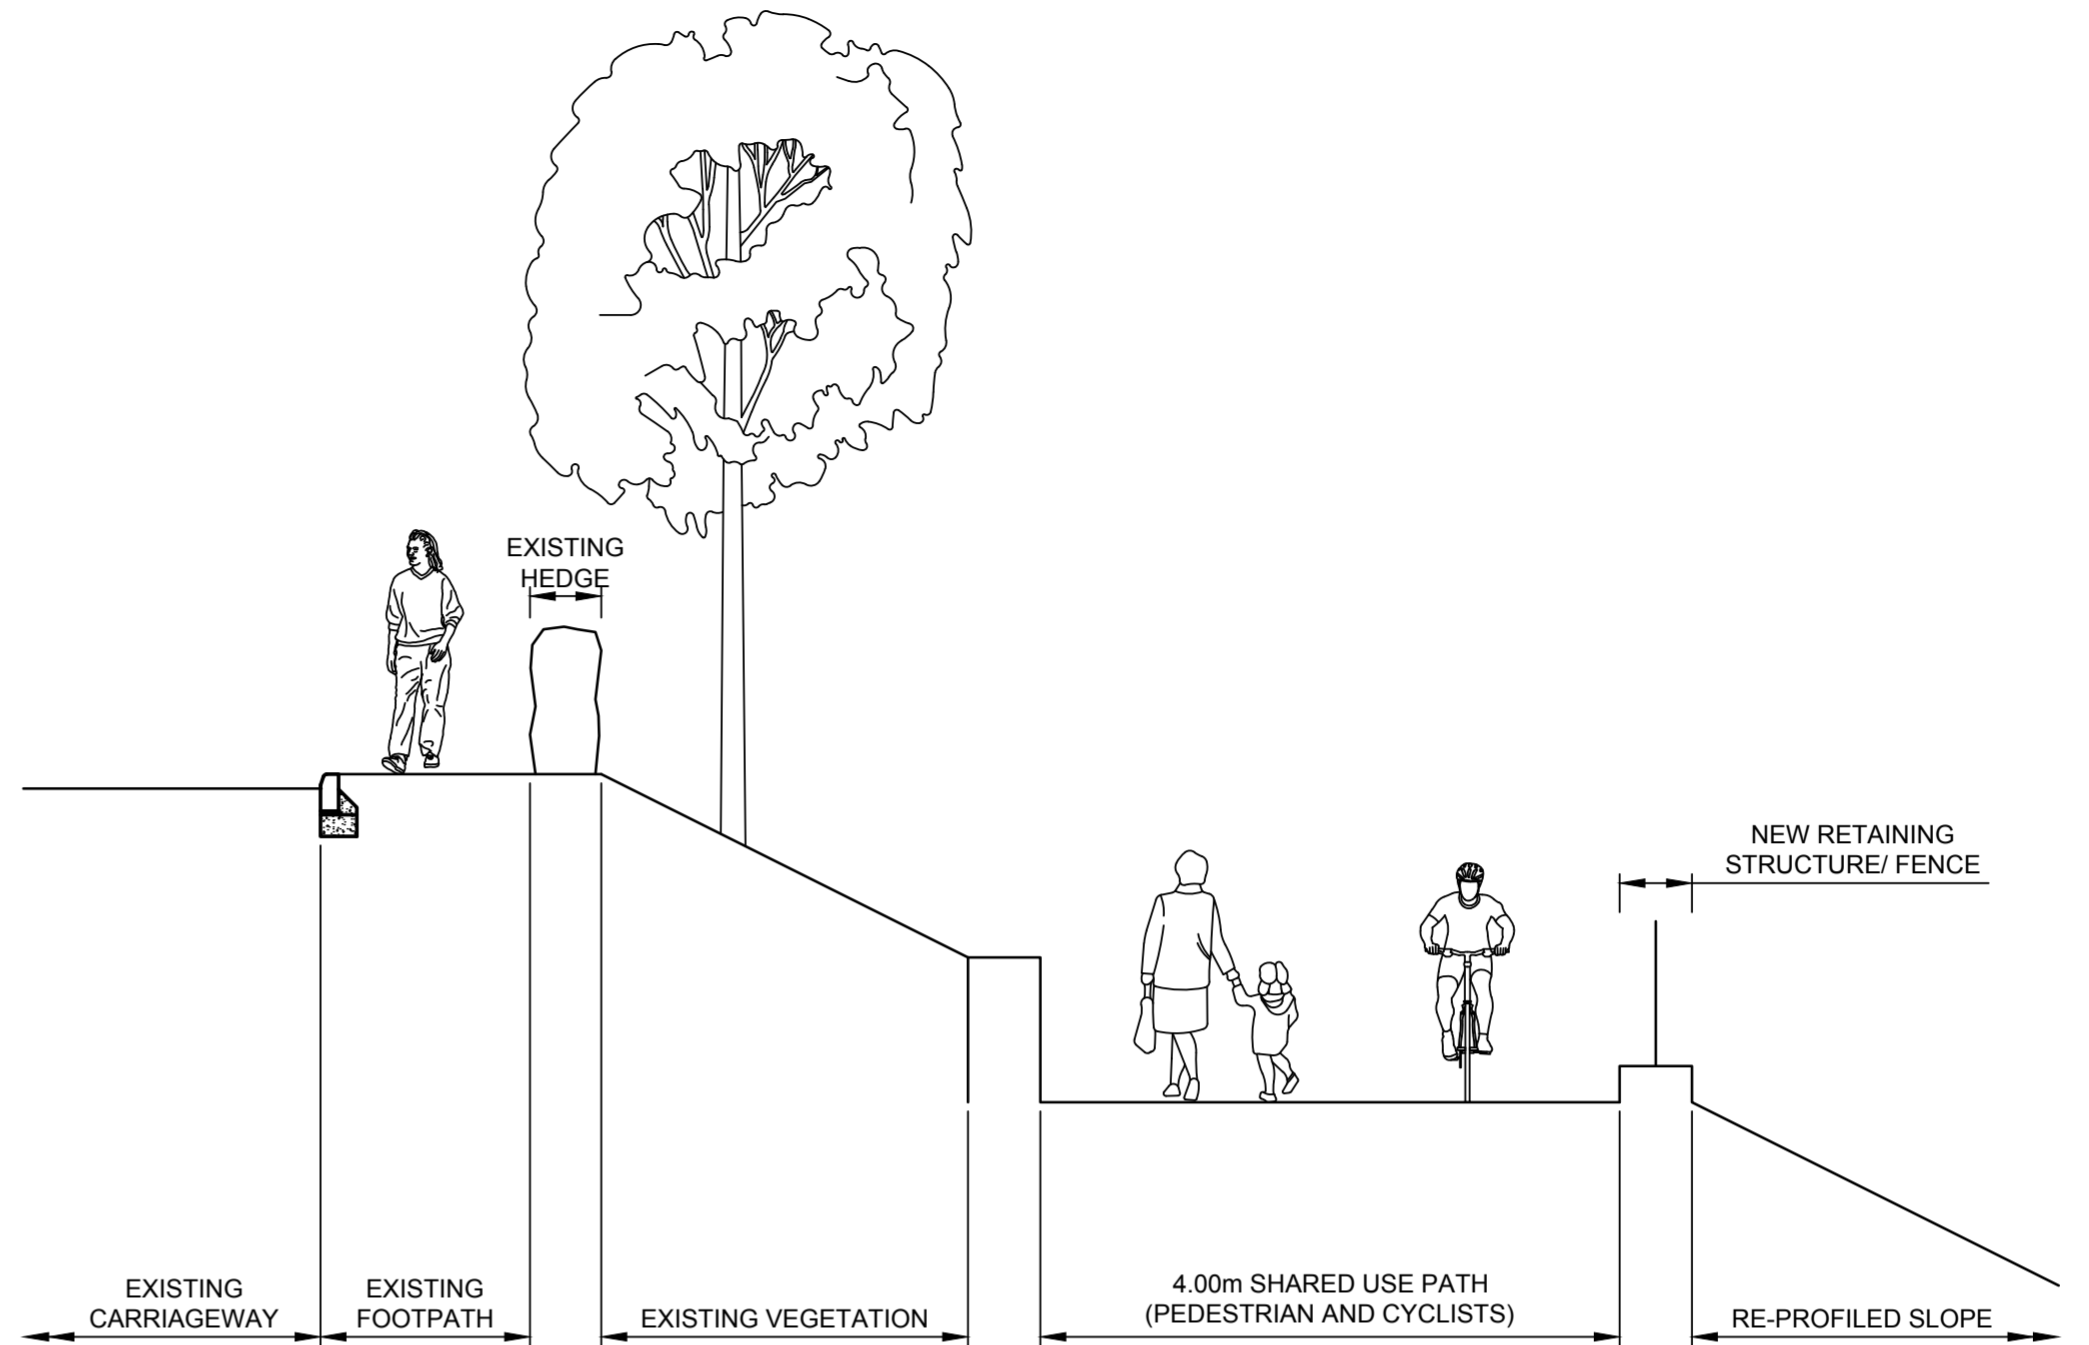 EXISTING
HEDGE
NEW RETAINING
STRUCTURE/ FENCE
EXISTING
CARRIAGEWAY
EXISTING
FOOTPATH
EXISTING VEGETATION
4.00m SHARED USE PATH
(PEDESTRIAN AND CYCLISTS)
RE-PROFILED SLOPE